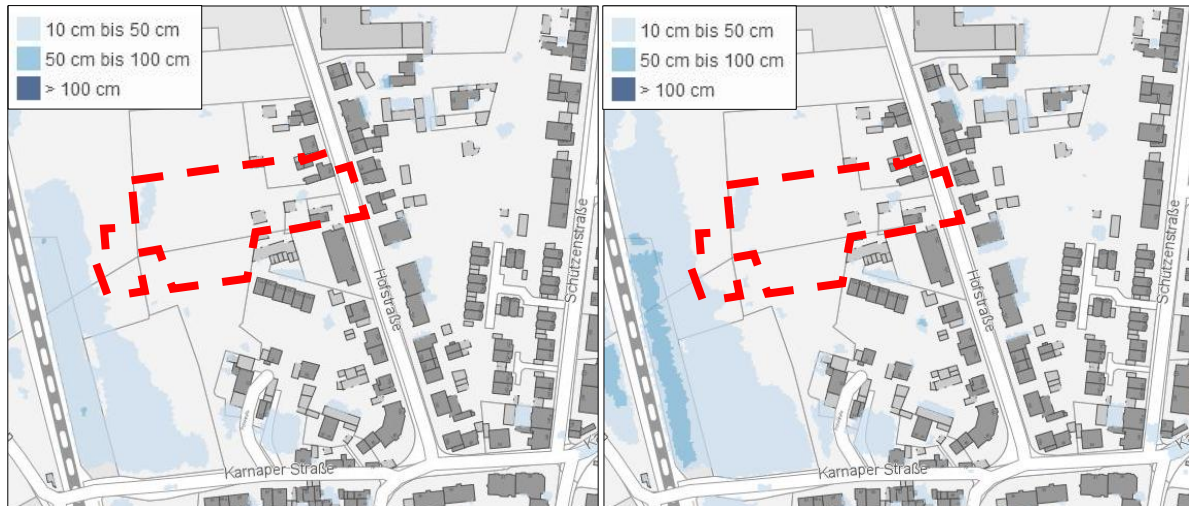 10 cm bis 50 cm
50 cm bis 100 cm
> 100 cm
Schützenstraße
Hofstraße
Karnaper Straße
10 cm bis 50 cm
50 cm bis 100 cm
> 100 cm
Schützenstraße
Hofstraße
Karnaper Straße